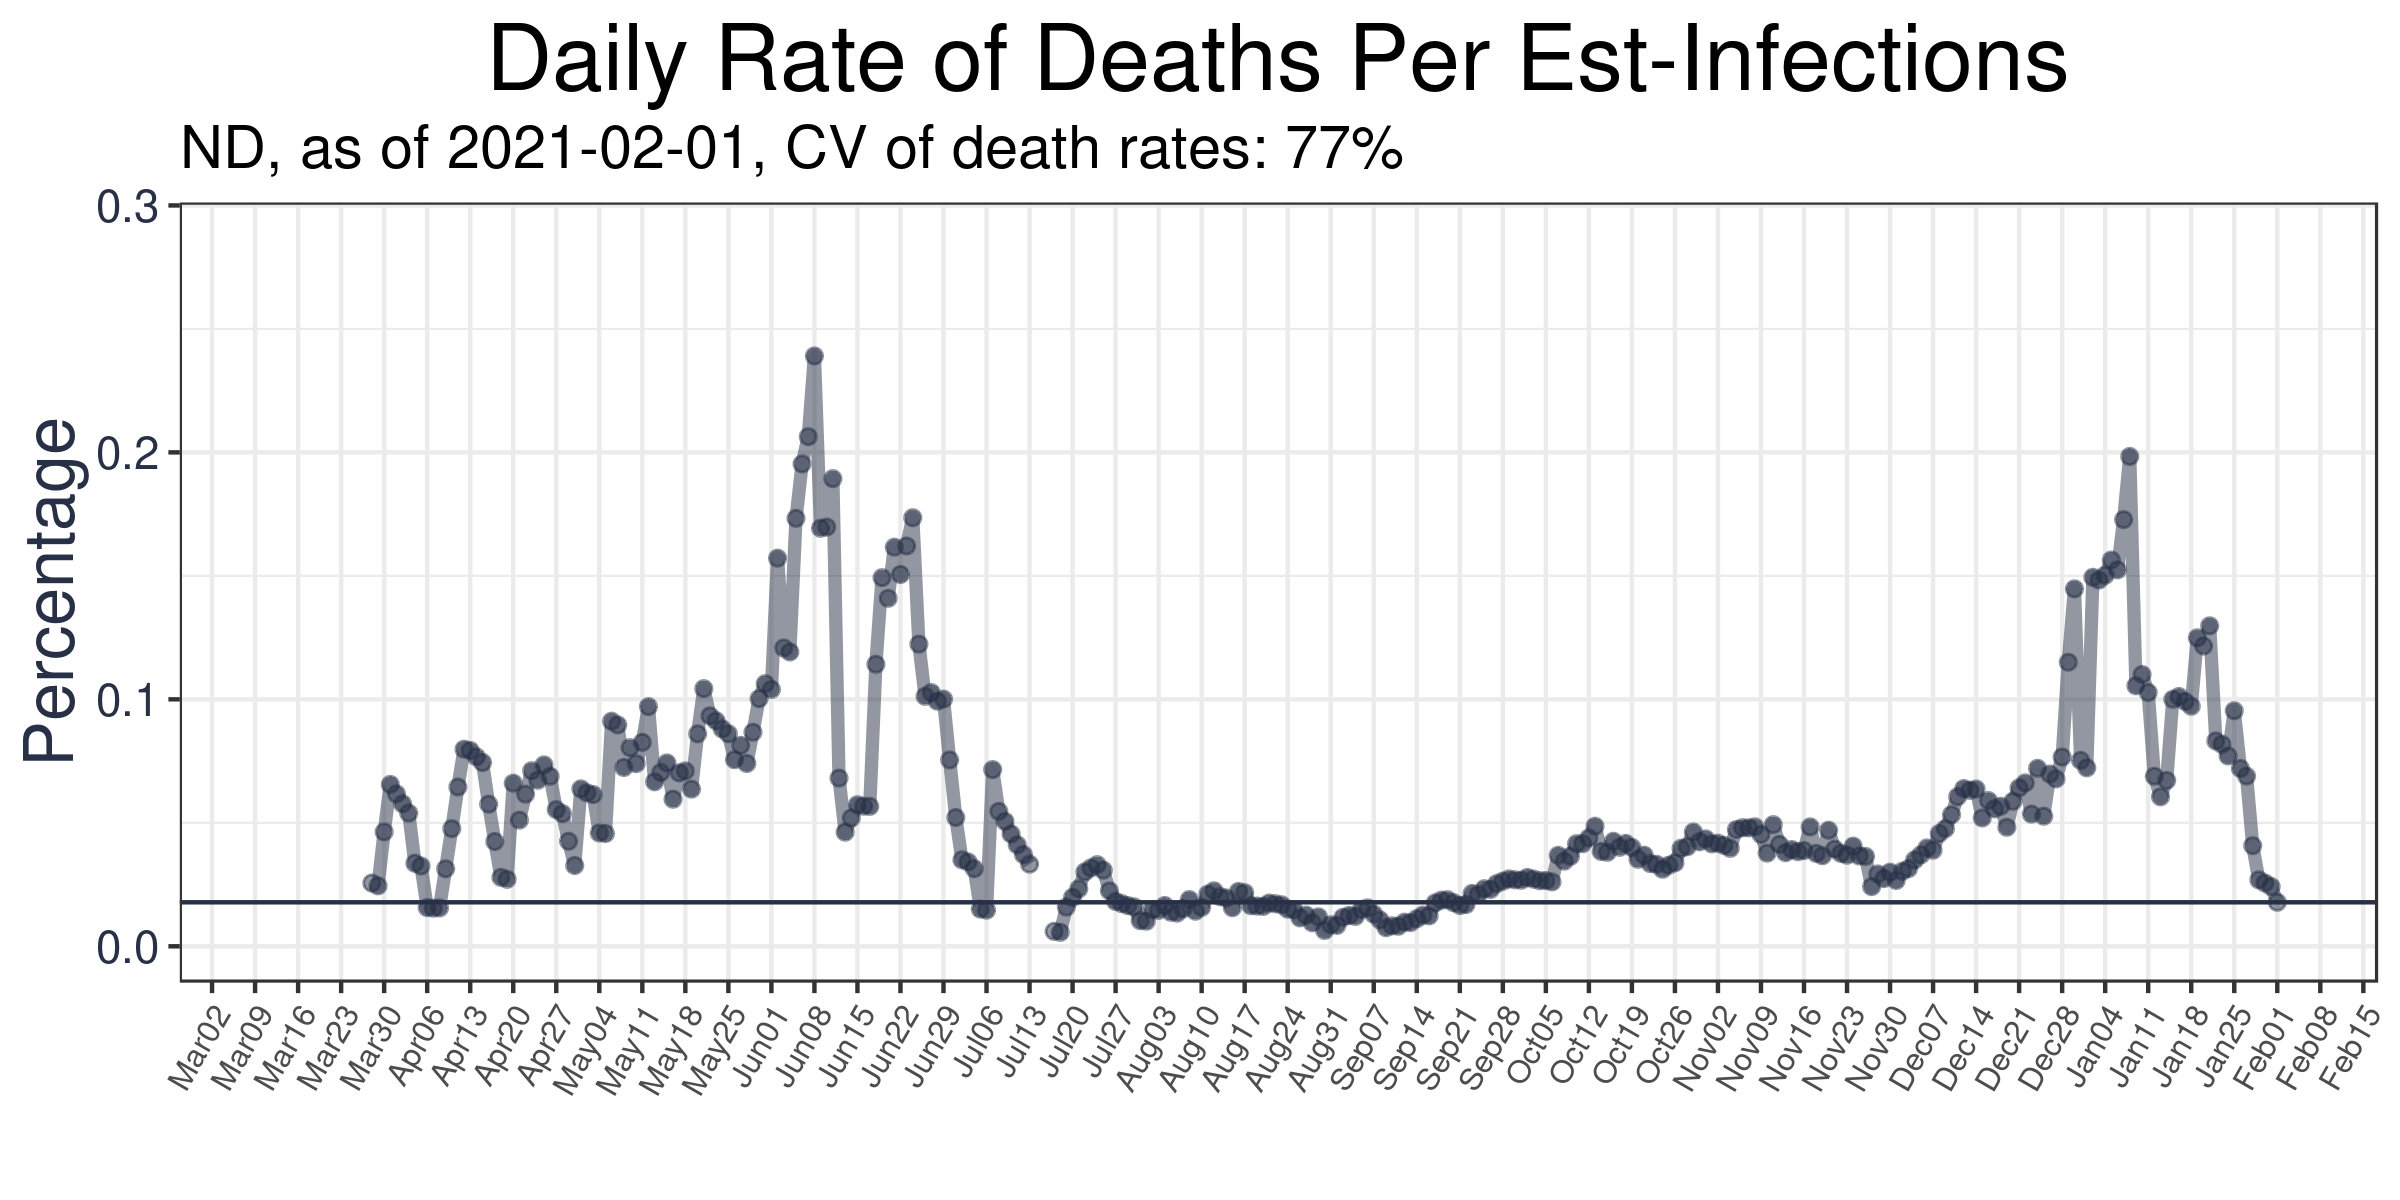 Daily Rate of Deaths Per Est-Infections
ND, as of 2021-02-01, CV of death rates: 77%
Percentage
0.3
0.2
0.1
0.0
Mar02
Mar09
Mar16
Mar23
Mar30
Apr06
Apr13
Apr20
Apr27
May04
May11
May18
May25
Jun01
Jun08
Jun15
Jun22
Jun29
Jul06
Jul13
Jul20
Jul27
Aug03
Aug10
Aug17
Aug24
Aug31
Sep07
Sep14
Sep21
Sep28
Oct05
Oct12
Oct19
Oct26
Nov02
Nov09
Nov16
Nov23
Nov30
Dec07
Dec14
Dec21
Dec28
Jan04
Jan11
Jan18
Jan25
Feb01
Feb08
Feb15